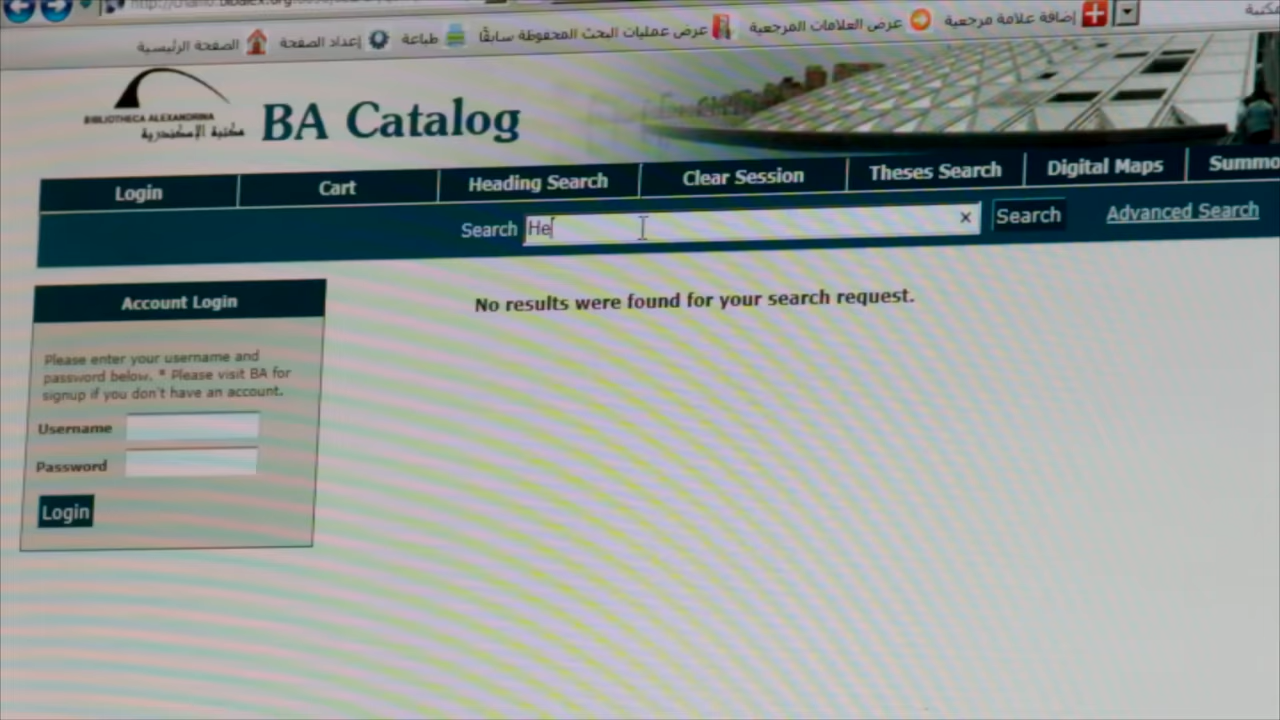 إضافة علامة مرجعية
عرض العلامات المرجعية
عرض عمليات البحث المحفوظة سابقًا
طباعة
إعداد الصفحة
الصفحة الرئيسية
BIBLIOTHECA ALEXANDRINA
مكتبة الإسكندرية
BA Catalog
Login Cart Heading Search Clear Session Theses Search Digital Maps Summo
Search He × Search Advanced Search
Account Login
No results were found for your search request.
Please enter your username and
password below. * Please visit BA for
signup if you don't have an account.
Username
Password
Login